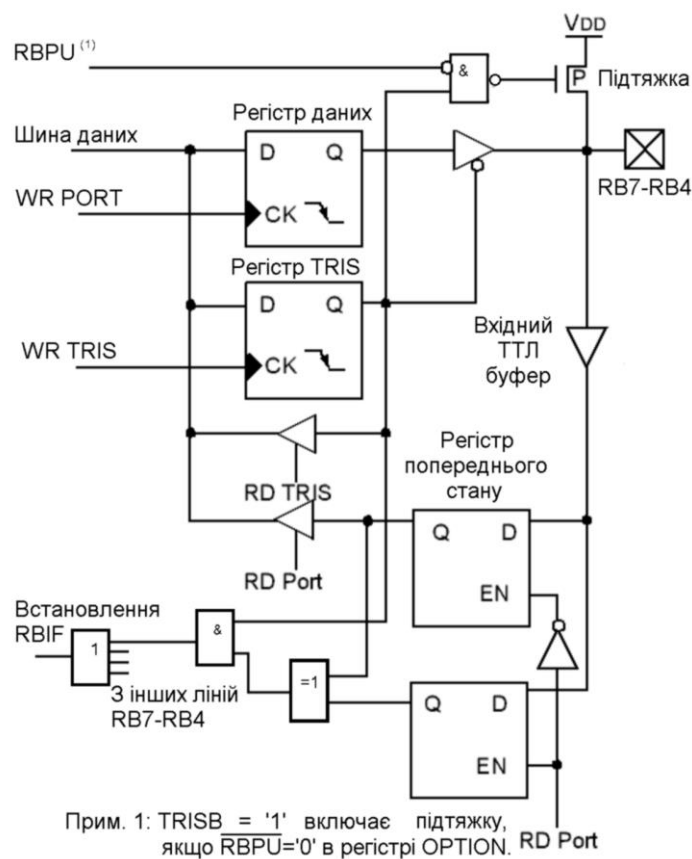 VDD
RBPU (1)
&
P
Підтяжка
Регістр даних
Шина даних
D Q
RB7-RB4
WR PORT
CK
Регістр TRIS
D Q
Вхідний
ТТЛ
буфер
WR TRIS
CK
Регістр
попереднього
стану
RD TRIS
Q D
RD Port
EN
Встановлення
RBIF
1
&
З інших ліній
RB7-RB4
=1
Q D
EN
Прим. 1: TRISB = '1' включає підтяжку,
якщо RBPU='0' в регістрі OPTION.
RD Port